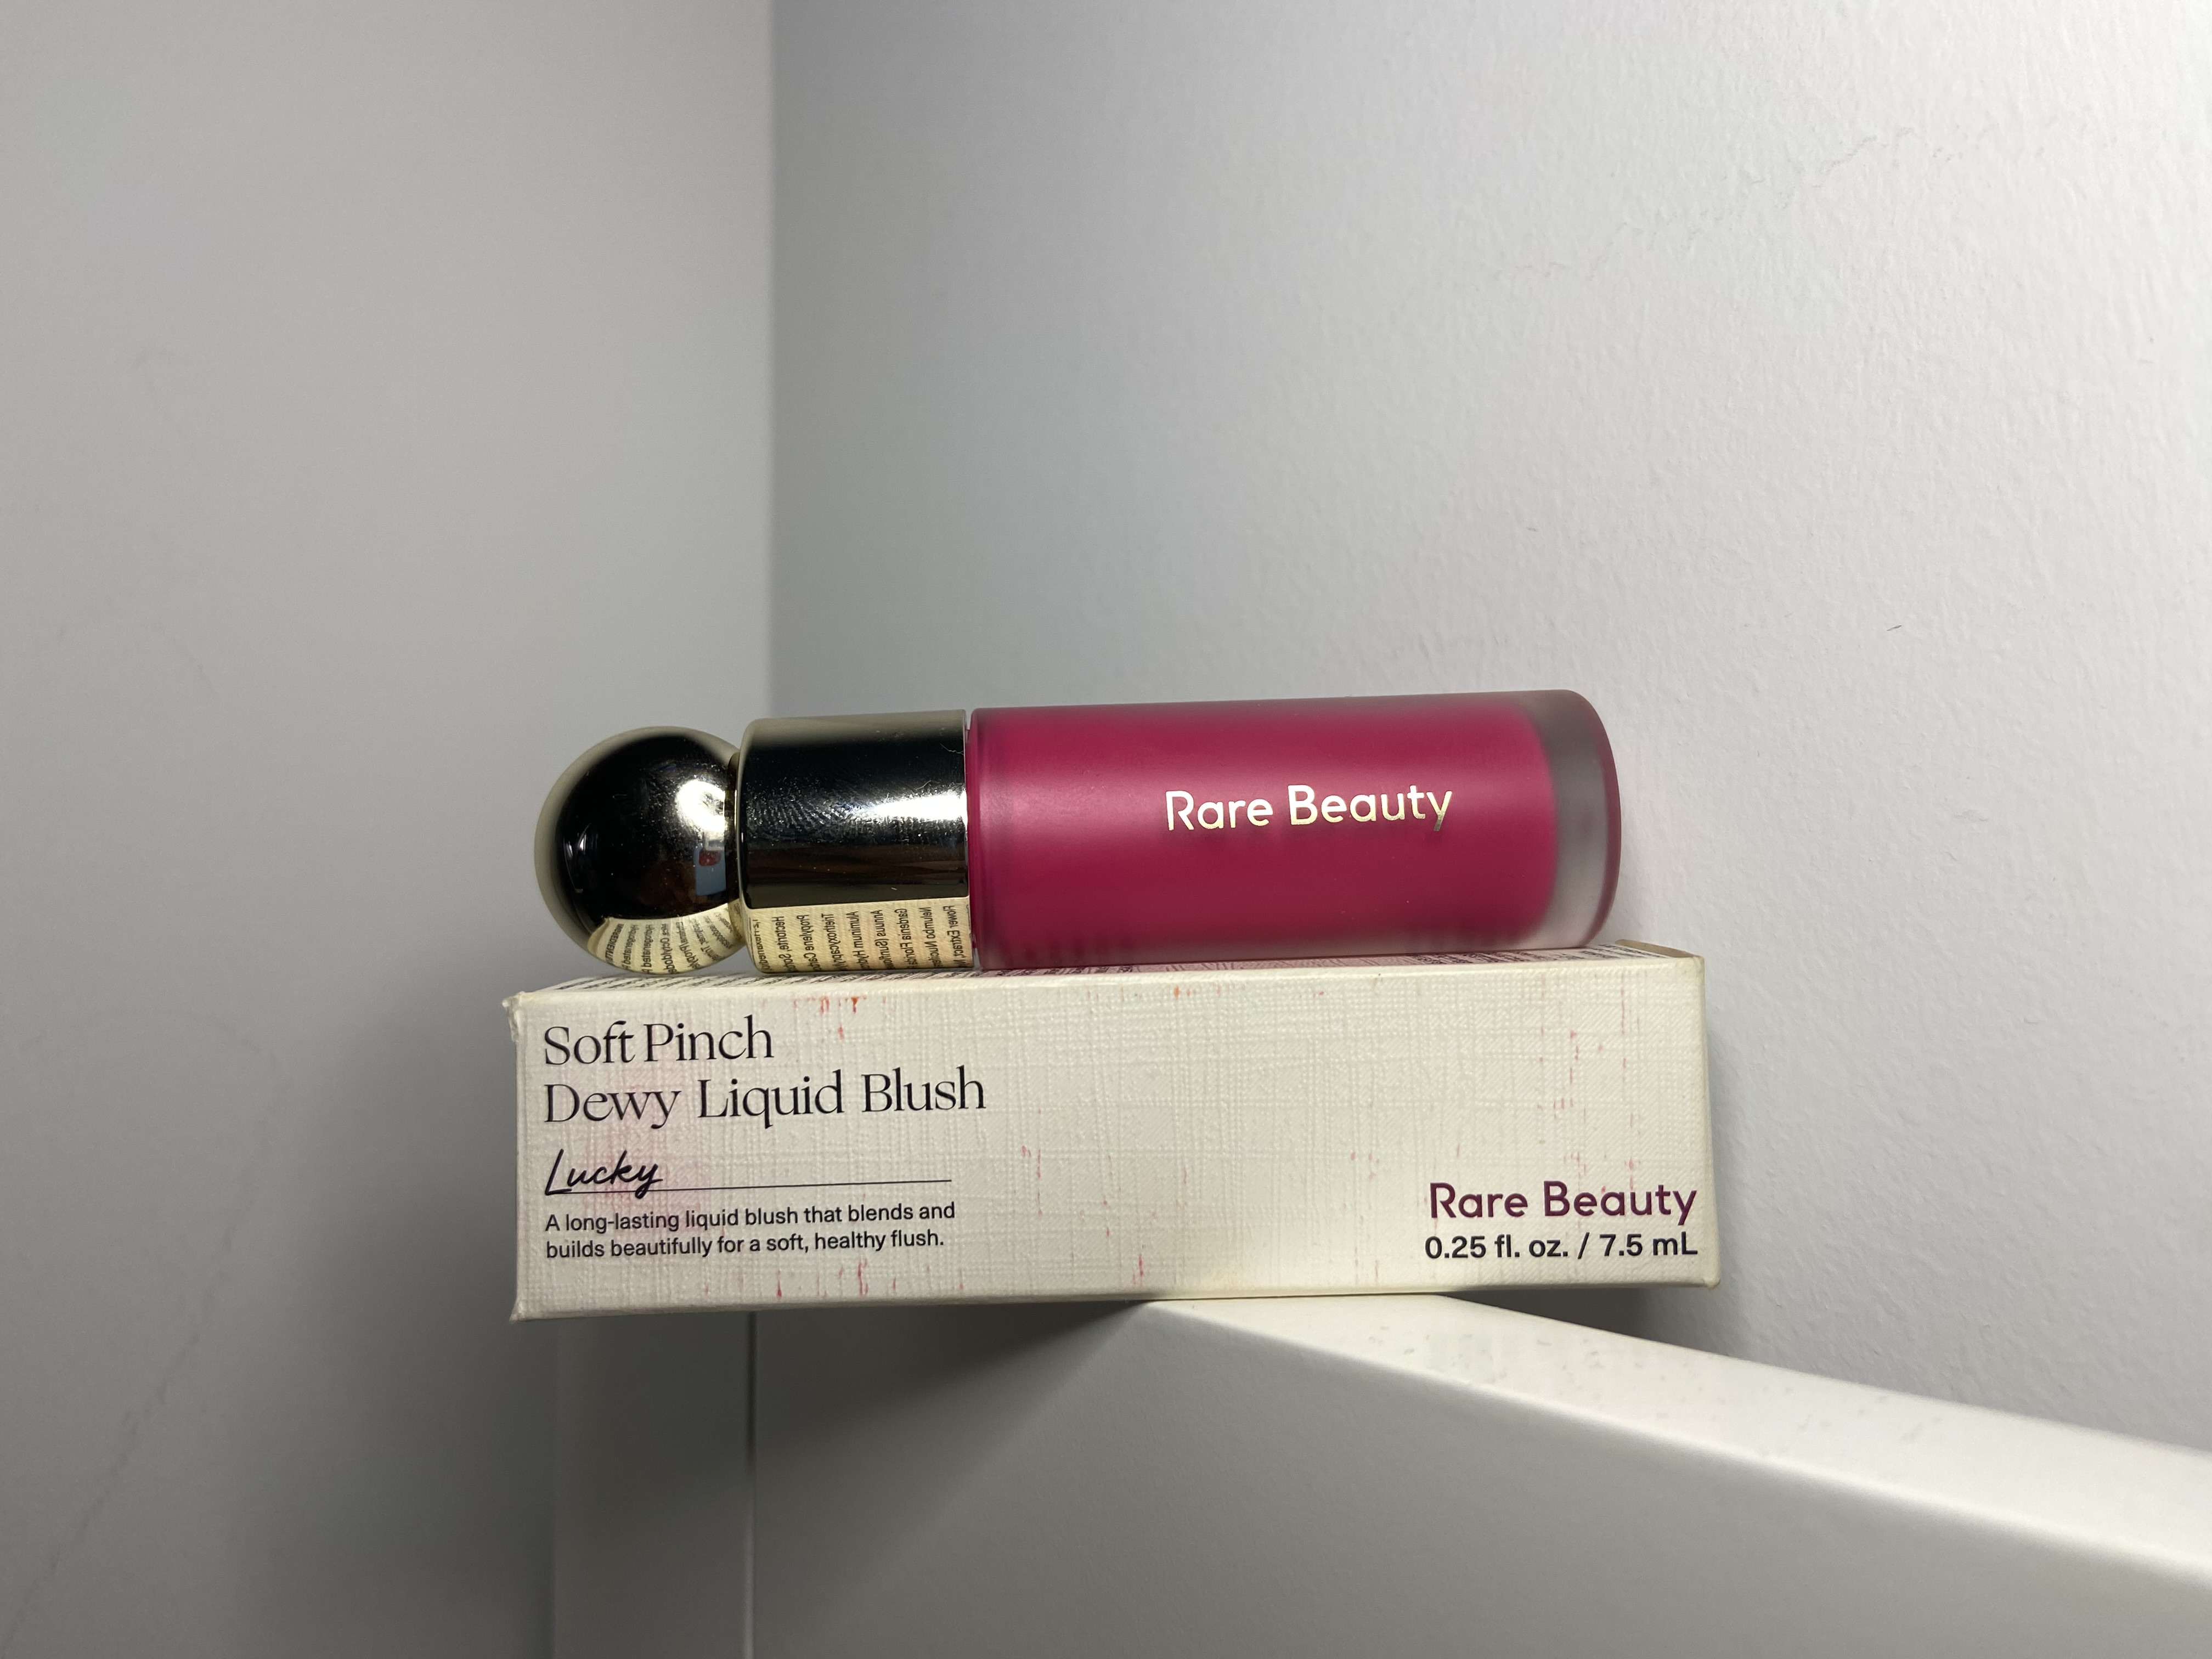 Rare Beauty
Soft Pinch
Dewy Liquid Blush
Lucky
A long-lasting liquid blush that blends and
builds beautifully for a soft, healthy flush.
Rare Beauty
0.25 fl. oz. / 7.5 mL